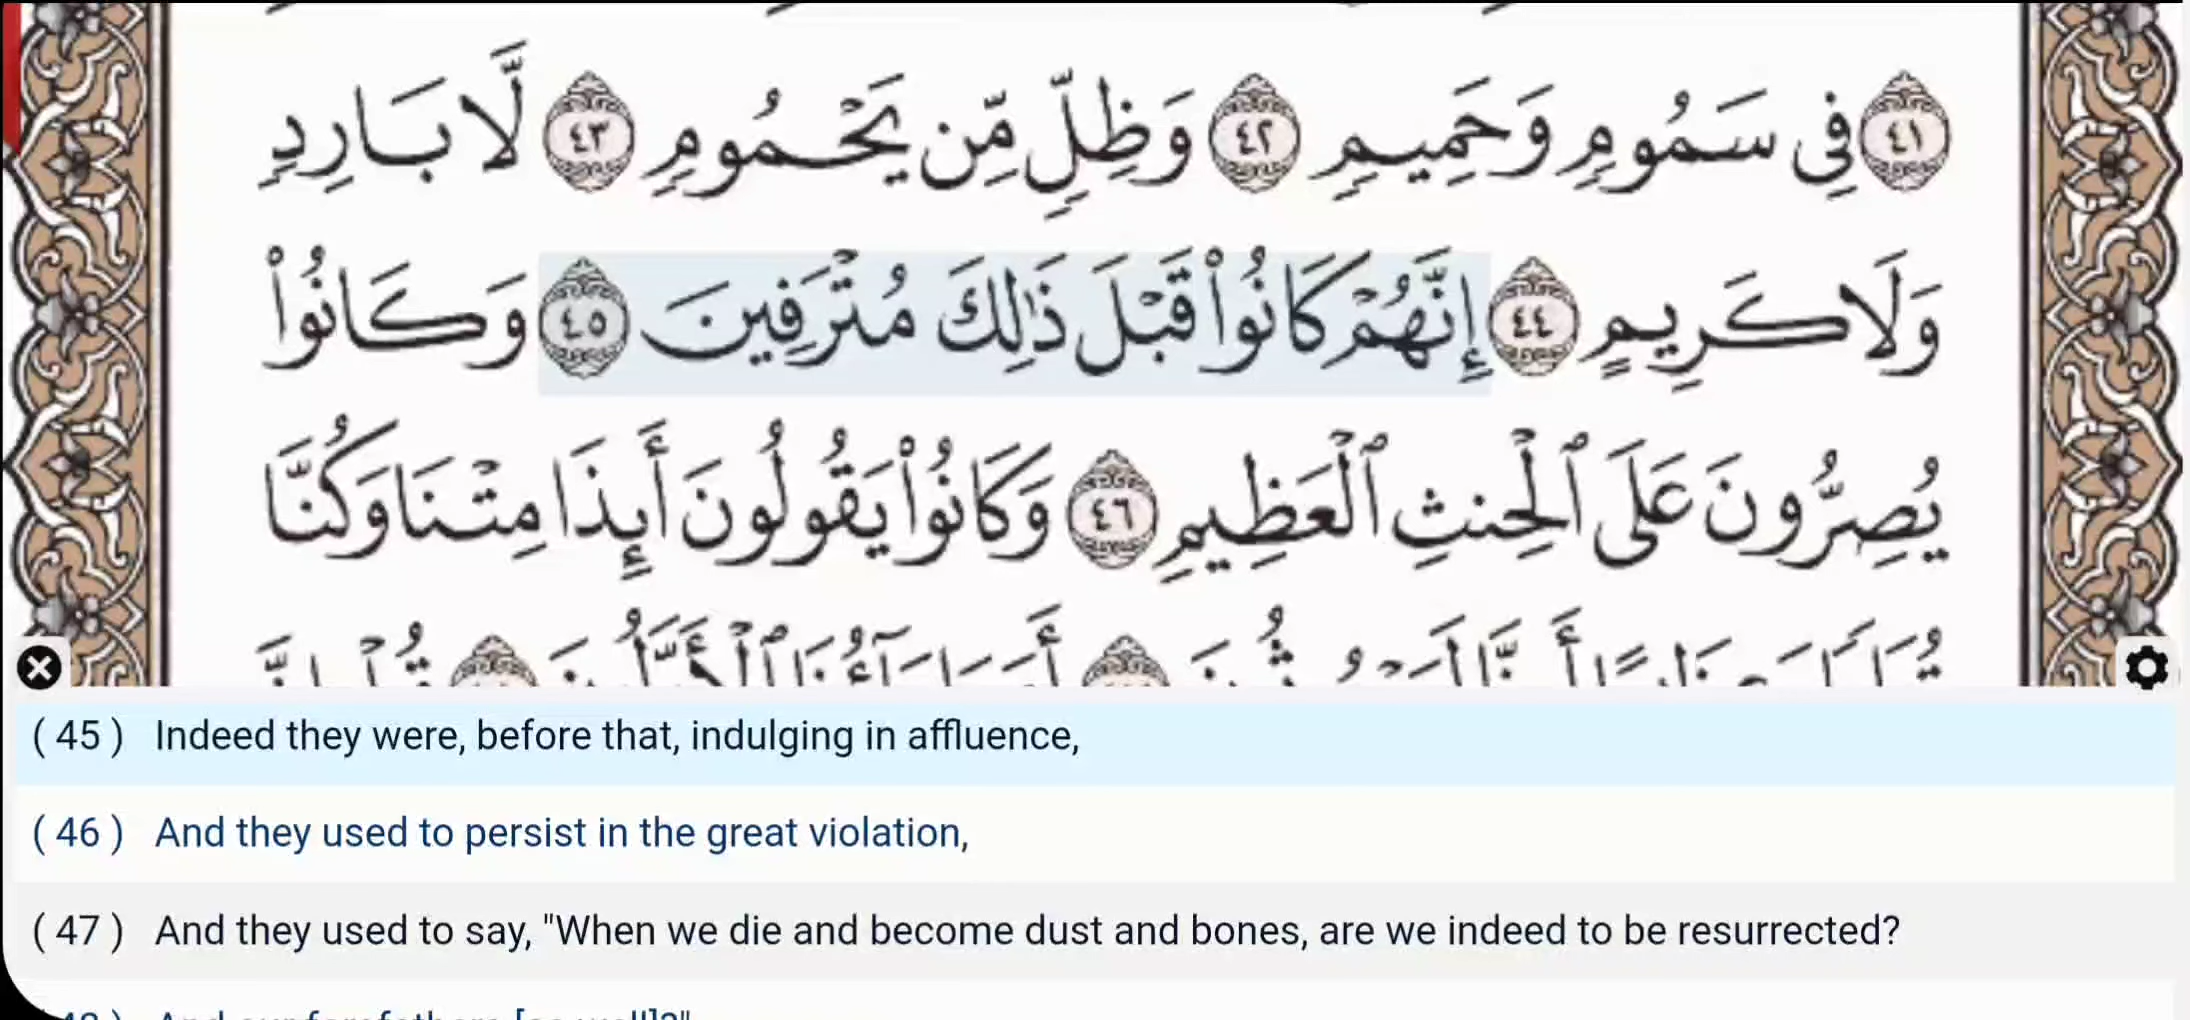 ٤١ فِى سَمُومٍ وَحَمِيمٍ ٤٢ وَظِلٍّ مِّن يَحْمُومٍ ٤٣ لَّا بَارِدٍ
وَلَا كَرِيمٍ ٤٤ إِنَّهُمْ كَانُوا۟ قَبْلَ ذَٰلِكَ مُتْرَفِينَ ٤٥ وَكَانُوا۟
يُصِرُّونَ عَلَى ٱلْحِنثِ ٱلْعَظِيمِ ٤٦ وَكَانُوا۟ يَقُولُونَ أَئِذَا مِتْنَا وَكُنَّا
( 45 ) Indeed they were, before that, indulging in affluence,
( 46 ) And they used to persist in the great violation,
( 47 ) And they used to say, "When we die and become dust and bones, are we indeed to be resurrected?